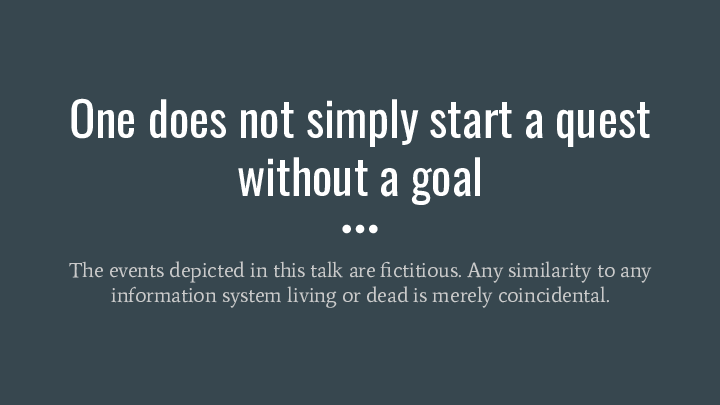 One does not simply start a quest
without a goal
The events depicted in this talk are fictitious. Any similarity to any
information system living or dead is merely coincidental.